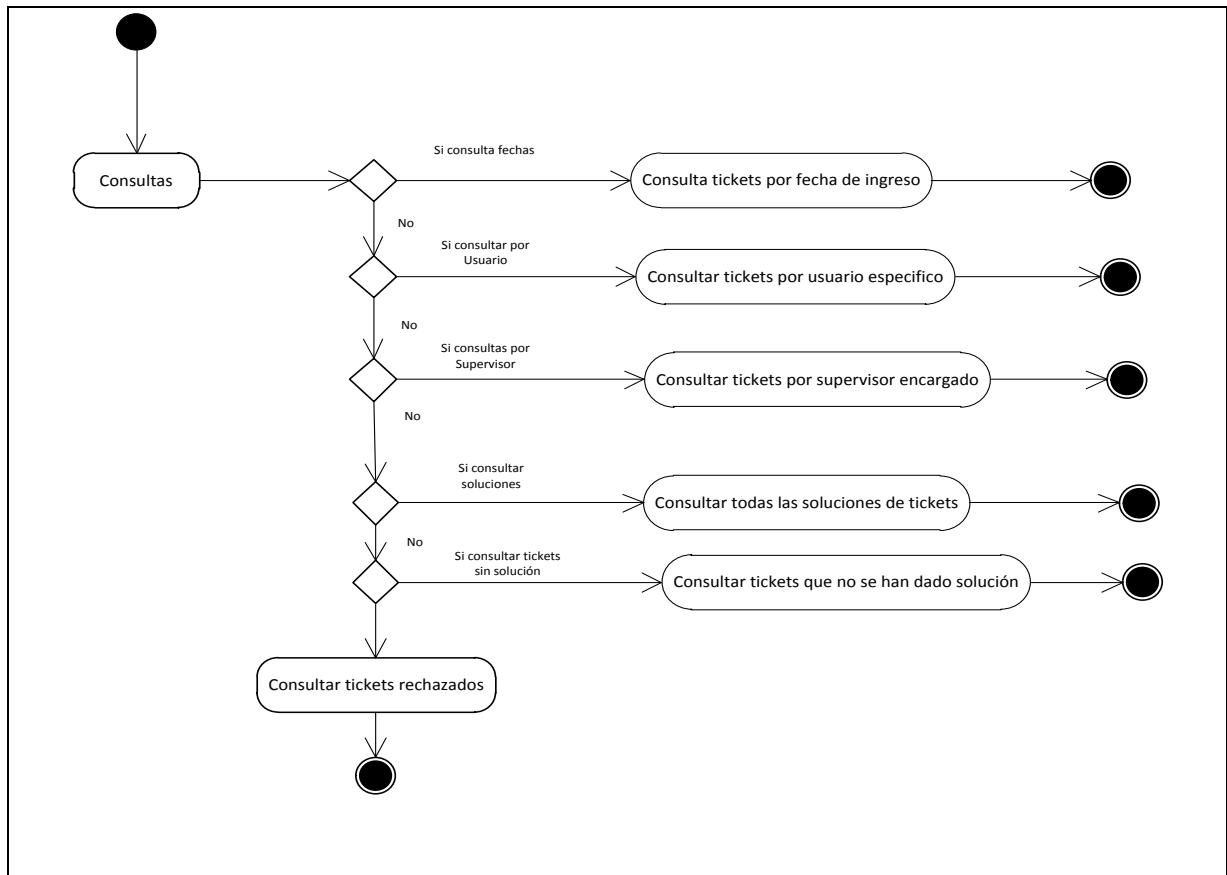 Si consulta fechas
Consultas
Consulta tickets por fecha de ingreso
No
Si consultar por
Usuario
Consultar tickets por usuario especifico
No
Si consultas por
Supervisor
Consultar tickets por supervisor encargado
No
Si consultar
soluciones
Consultar todas las soluciones de tickets
No
Si consultar tickets
sin solución
Consultar tickets que no se han dado solución
Consultar tickets rechazados